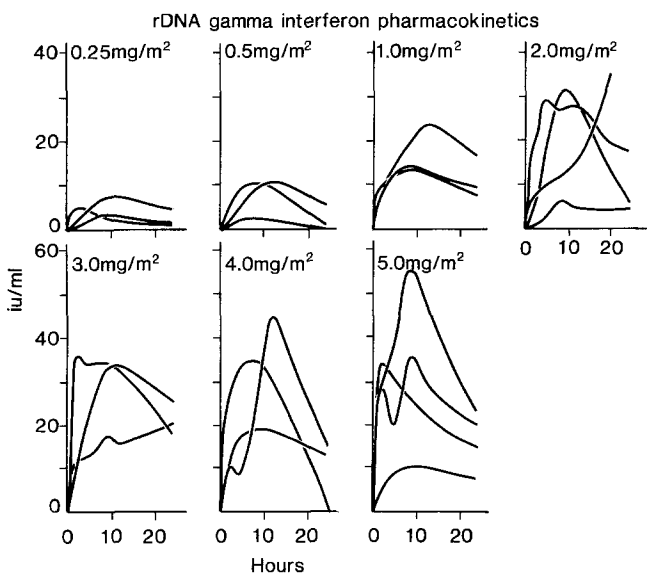 rDNA gamma interferon pharmacokinetics
40 0.25mg/m² 0.5mg/m² 1.0mg/m² 2.0mg/m²
20
0
0 10 20
60
3.0mg/m² 4.0mg/m² 5.0mg/m²
iu/ml
40
20
0
0 10 20 0 10 20 0 10 20
Hours